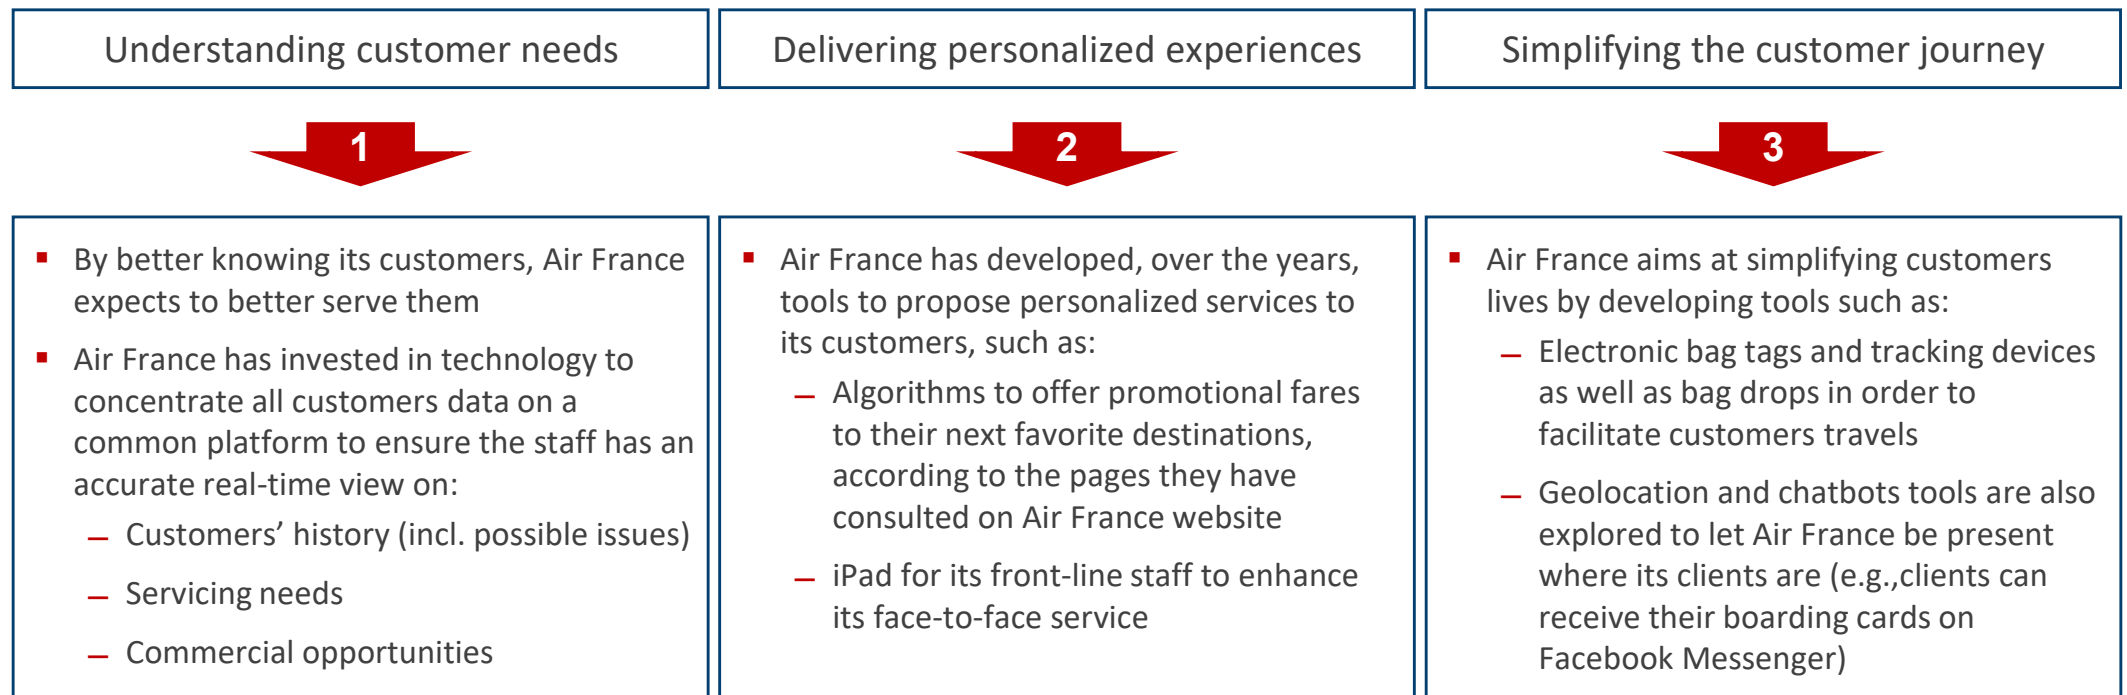 Understanding customer needs
Delivering personalized experiences
Simplifying the customer journey
1
2
3
▪ By better knowing its customers, Air France
expects to better serve them
▪ Air France has invested in technology to
concentrate all customers data on a
common platform to ensure the staff has an
accurate real-time view on:
– Customers’ history (incl. possible issues)
– Servicing needs
– Commercial opportunities
▪ Air France has developed, over the years,
tools to propose personalized services to
its customers, such as:
– Algorithms to offer promotional fares
to their next favorite destinations,
according to the pages they have
consulted on Air France website
– iPad for its front-line staff to enhance
its face-to-face service
▪ Air France aims at simplifying customers
lives by developing tools such as:
– Electronic bag tags and tracking devices
as well as bag drops in order to
facilitate customers travels
– Geolocation and chatbots tools are also
explored to let Air France be present
where its clients are (e.g.,clients can
receive their boarding cards on
Facebook Messenger)